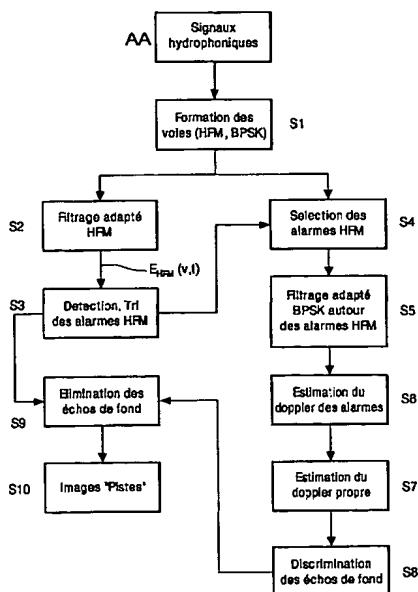 AA
Signaux
hydrophoniques
Formation des
voies (HFM, BPSK)
S1
S2
Filtrage adapté
HFM
Selection des
alarmes HFM
S4
E HFM (v,t)
S3
Detection, Tri
des alarmes HFM
Filtrage adapté
BPSK autour
des alarmes HFM
S5
Elimination des
échos de fond
S9
Estimation du
doppler des alarmes
S6
S10
Images "Pistes"
Estimation du
doppler propre
S7
Discrimination
des échos de fond
S8